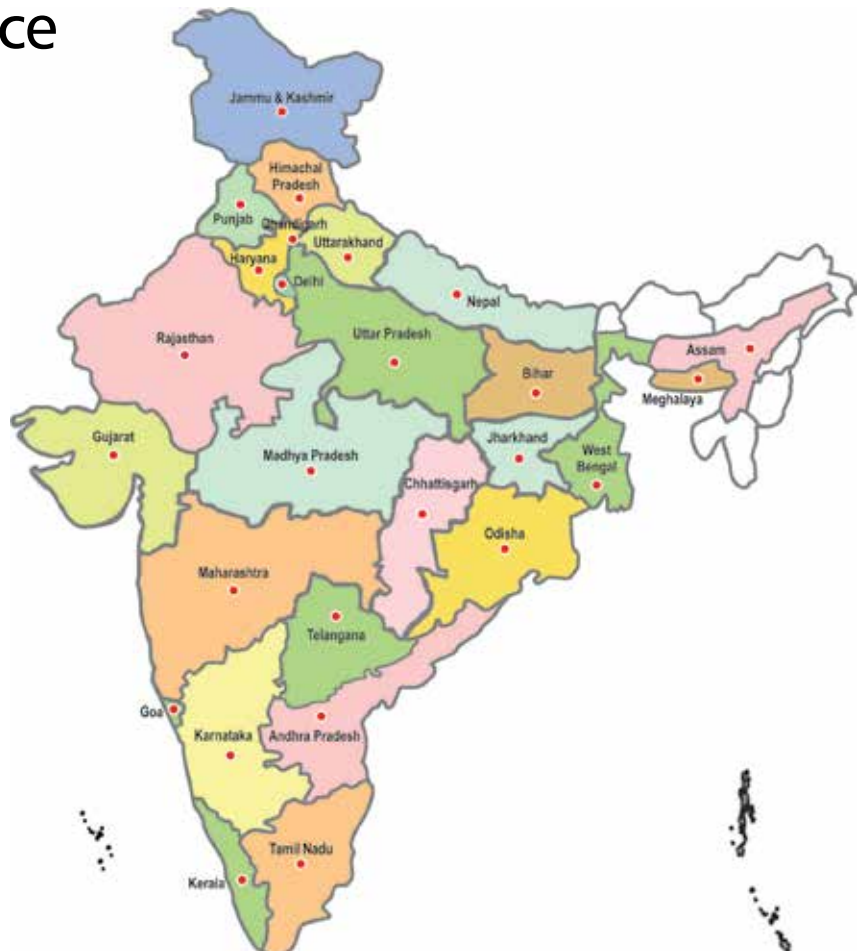 ce
Jammu & Kashmir
Himachal
Pradesh
Punjab
Chandigarh
Uttarakhand
Haryana
Delhi
Nepal
Rajasthan
Uttar Pradesh
Assam
Bihar
Meghalaya
Gujarat
Jharkhand
West
Bengal
Madhya Pradesh
Chhattisgarh
Odisha
Maharashtra
Telangana
Goa
Karnataka
Andhra Pradesh
Tamil Nadu
Kerala